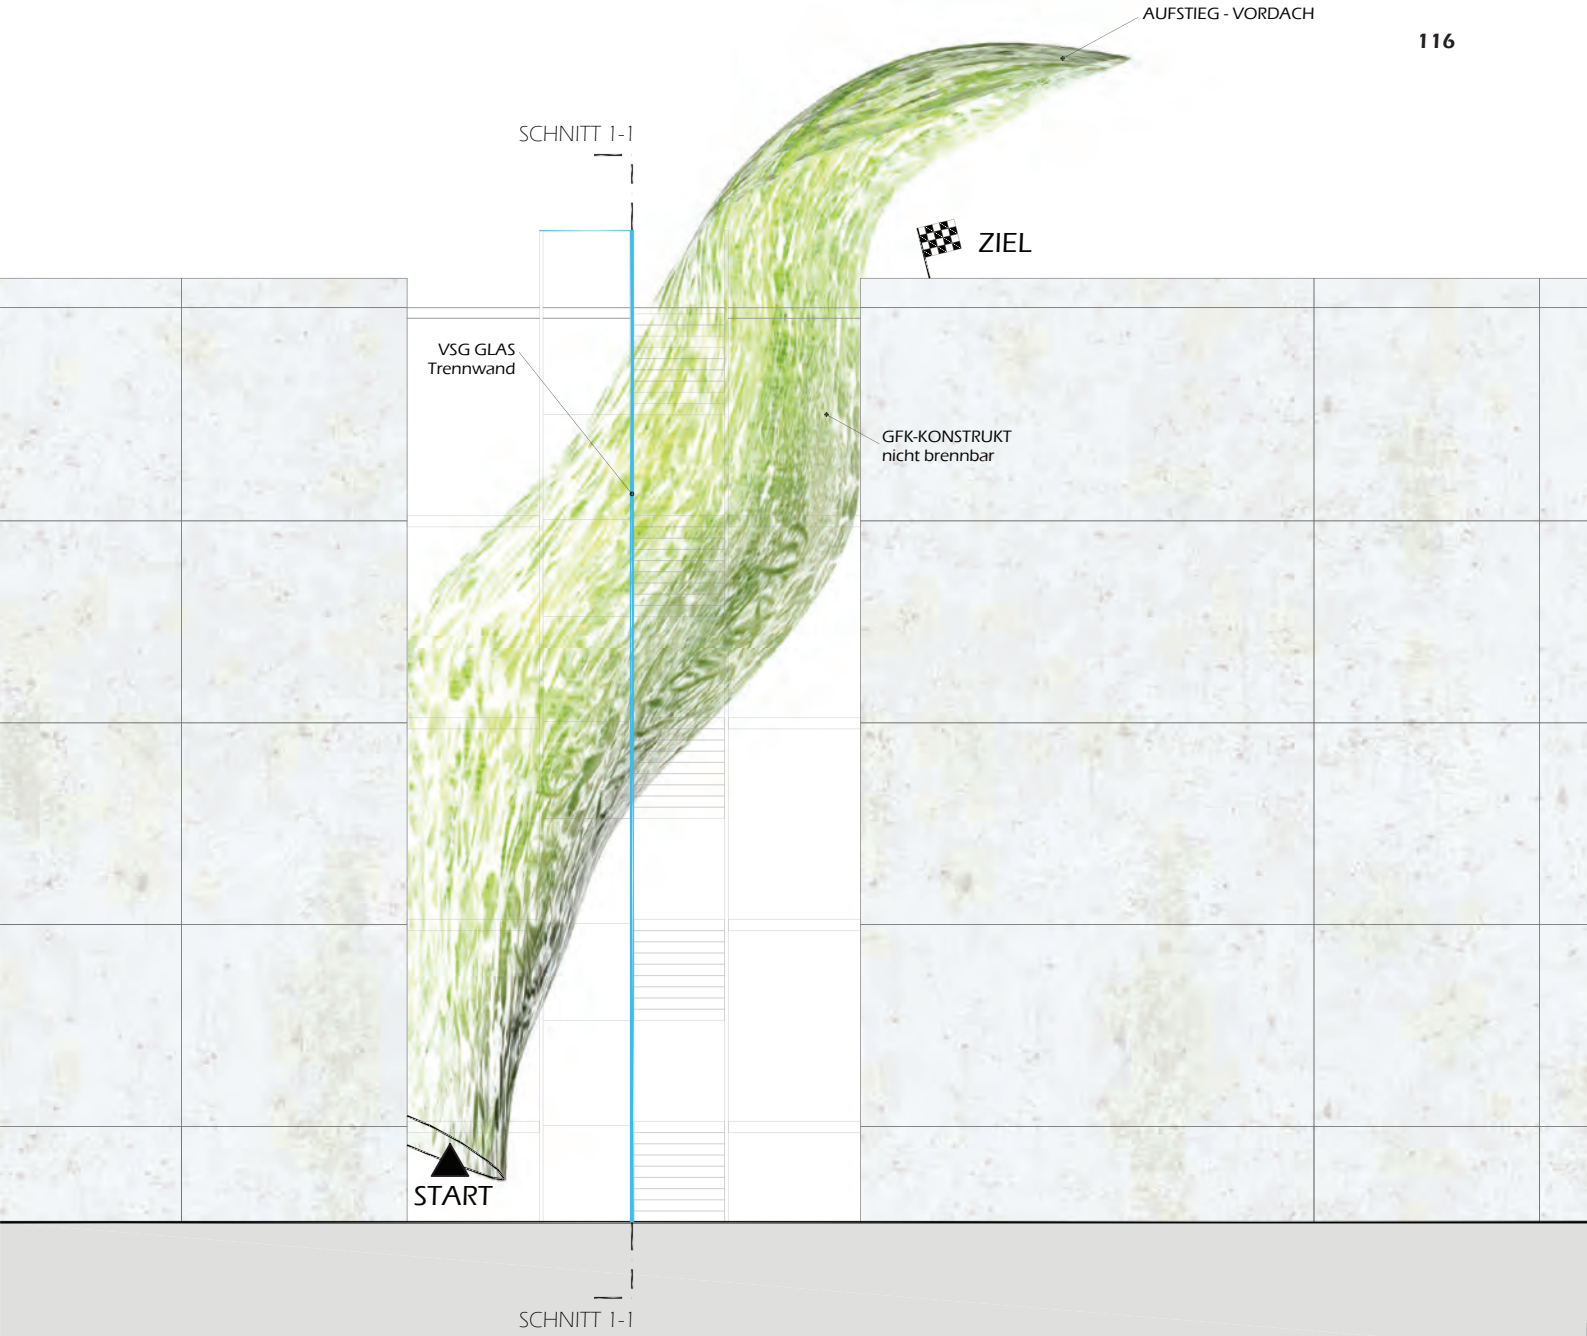 AUFSTIEG - VORDACH
116
SCHNITT 1-1
ZIEL
VSG GLAS
Trennwand
GFK-KONSTRUKT
nicht brennbar
START
SCHNITT 1-1